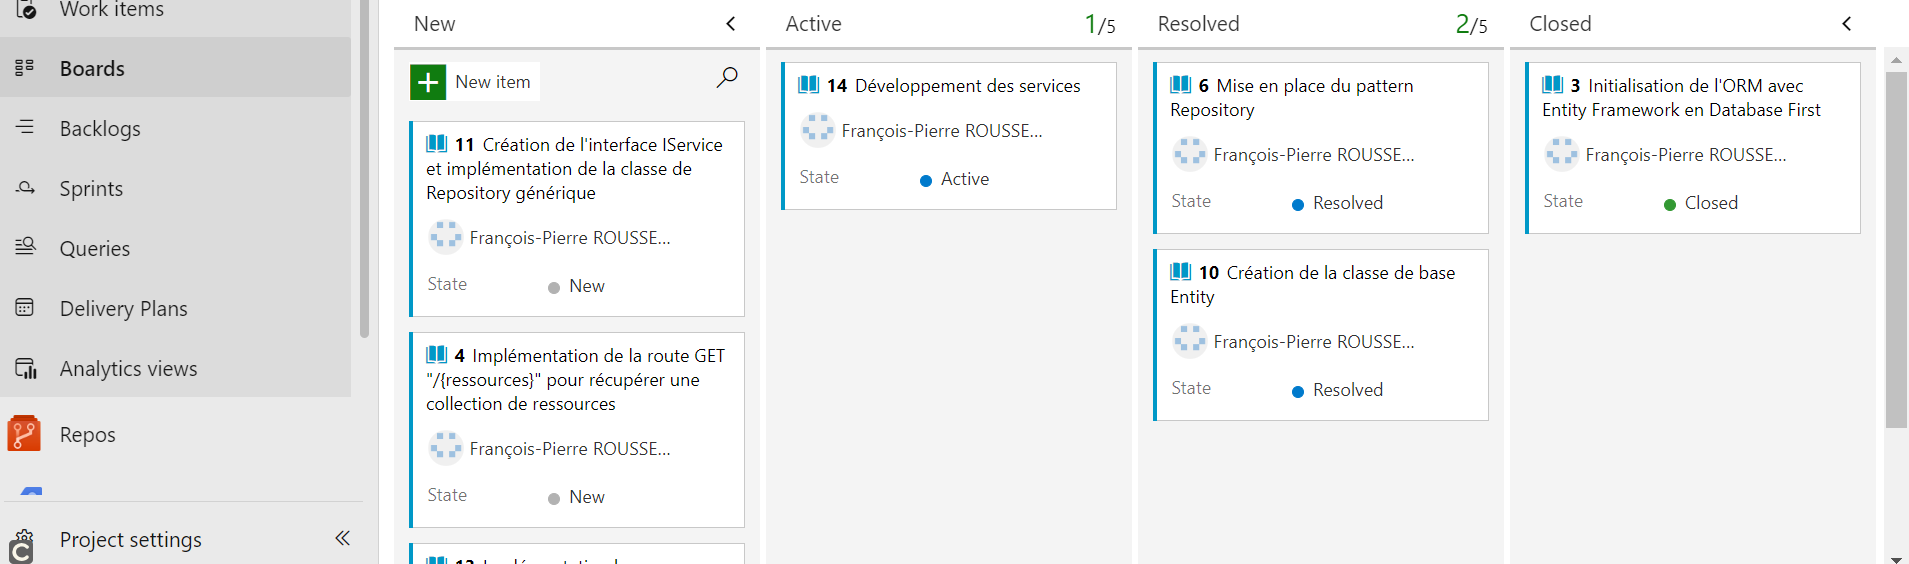 Work items
Boards
Backlogs
Sprints
Queries
Delivery Plans
Analytics views
Repos
Project settings
New
New item
11 Création de l'interface IService
et implémentation de la classe de
Repository générique
François-Pierre ROUSSE...
State New
4 Implémentation de la route GET
"/{ressources}" pour récupérer une
collection de ressources
François-Pierre ROUSSE...
State New
Active 1/5
14 Développement des services
François-Pierre ROUSSE...
State Active
Resolved 2/5
6 Mise en place du pattern
Repository
François-Pierre ROUSSE...
State Resolved
10 Création de la classe de base
Entity
François-Pierre ROUSSE...
State Resolved
Closed
3 Initialisation de l'ORM avec
Entity Framework en Database First
François-Pierre ROUSSE...
State Closed